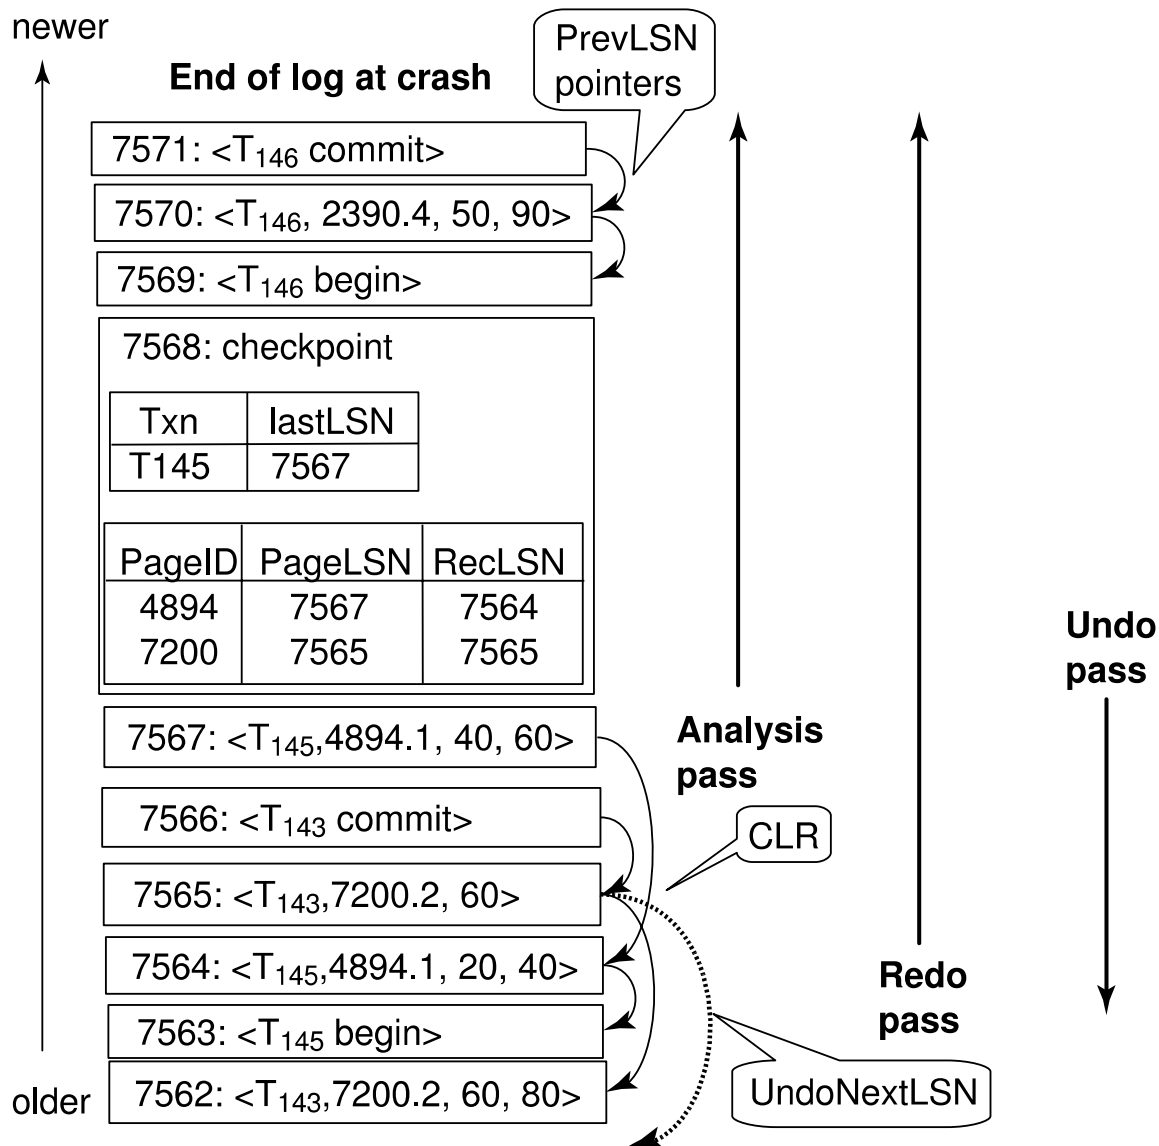 newer
End of log at crash
PrevLSN
pointers
7571: <T146 commit>
7570: <T146, 2390.4, 50, 90>
7569: <T146 begin>
7568: checkpoint
Txn lastLSN
T145 7567
PageID PageLSN RecLSN
4894 7567 7564
7200 7565 7565
7567: <T145,4894.1, 40, 60>
7566: <T143 commit>
7565: <T143,7200.2, 60>
7564: <T145,4894.1, 20, 40>
7563: <T145 begin>
7562: <T143,7200.2, 60, 80>
older
Analysis
pass
CLR
Redo
pass
UndoNextLSN
Undo
pass